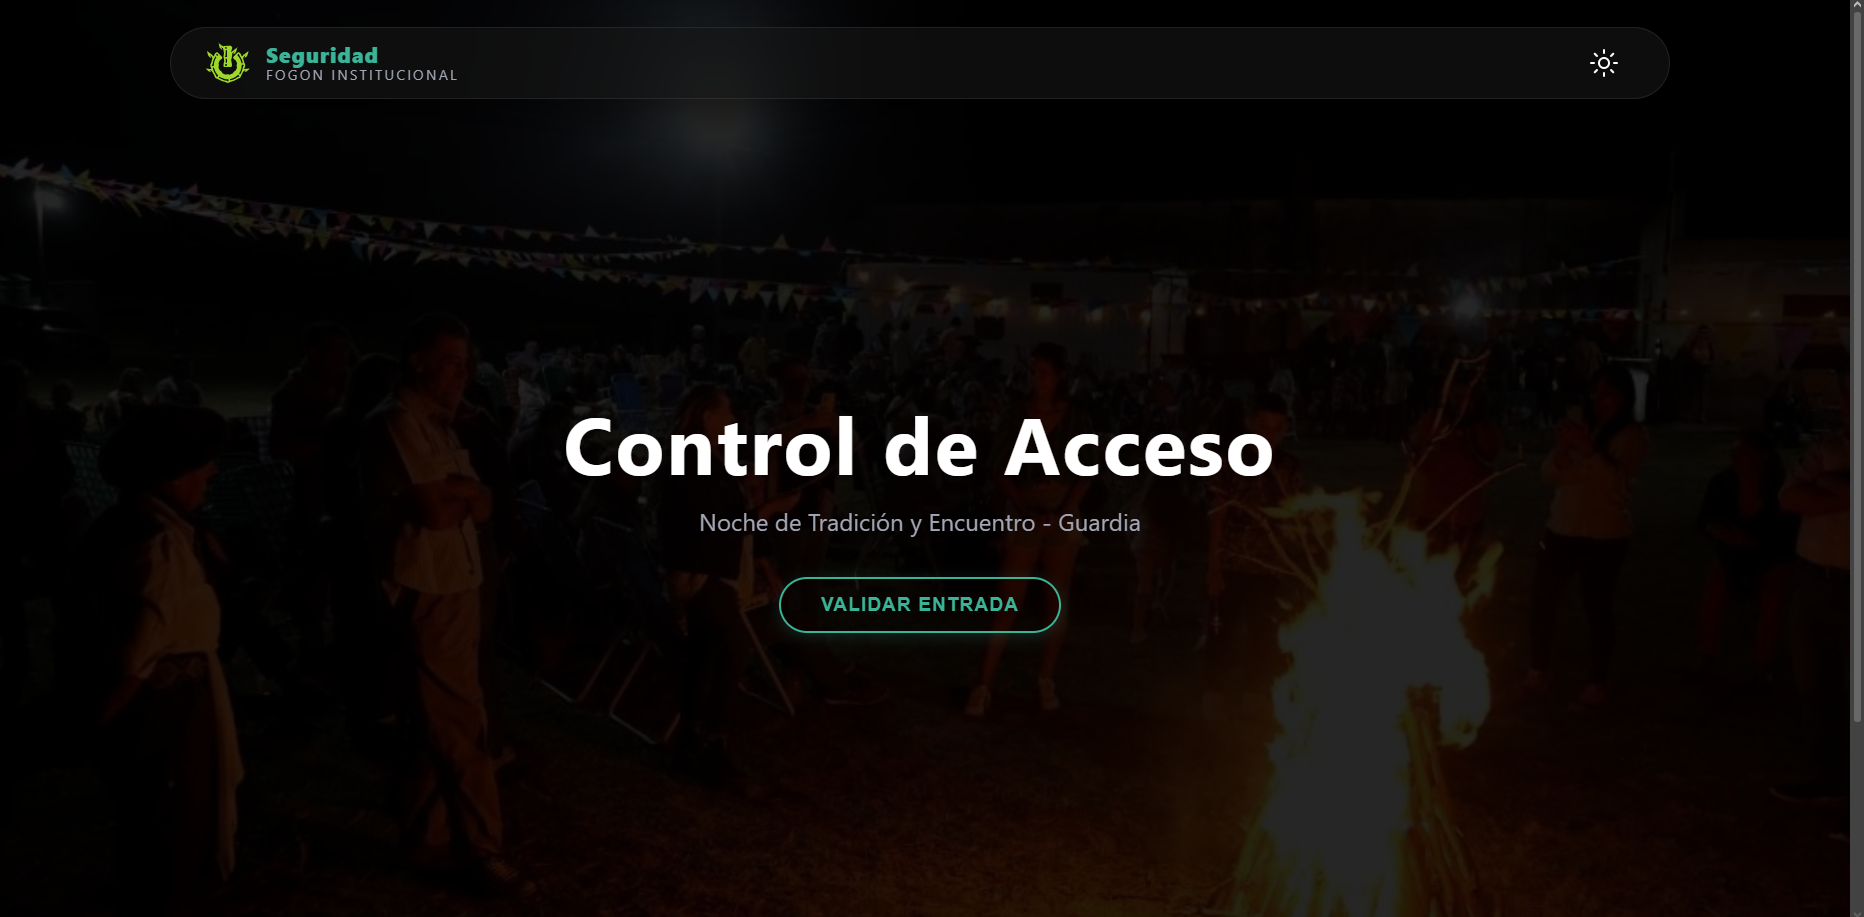 Seguridad
FOGON INSTITUCIONAL
Control de Acceso
Noche de Tradición y Encuentro - Guardia
VALIDAR ENTRADA